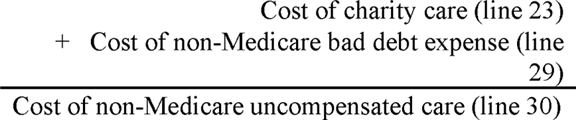 Cost of charity care (line 23)
+ Cost of non-Medicare bad debt expense (line
29)
Cost of non-Medicare uncompensated care (line 30)